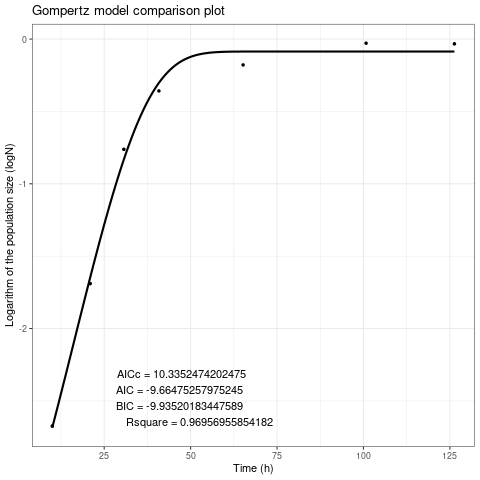 Gompertz model comparison plot
Logarithm of the population size (logN)
0
-1
-2
AICc = 10.3352474202475
AIC = -9.66475257975245
BIC = -9.93520183447589
Rsquare = 0.96956955854182
25 50 75 100 125
Time (h)